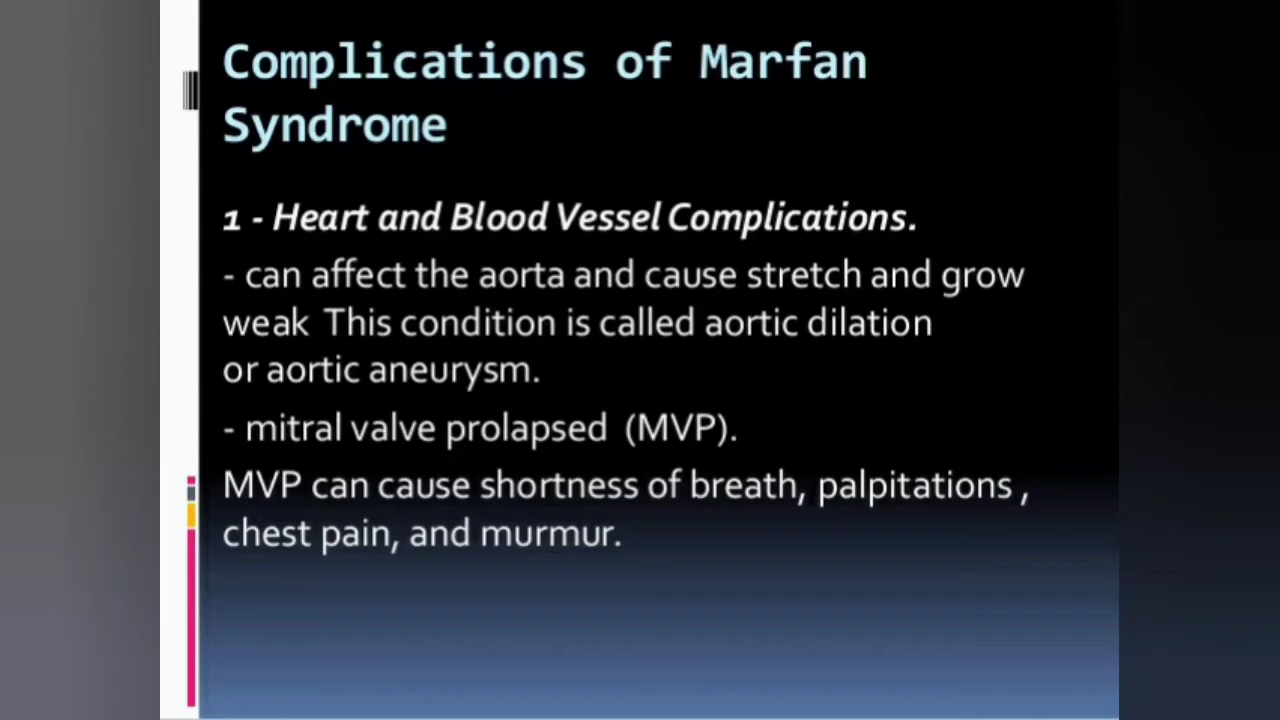 Complications of Marfan
Syndrome
1 - Heart and Blood Vessel Complications.
- can affect the aorta and cause stretch and grow
weak  This condition is called aortic dilation
or aortic aneurysm.
- mitral valve prolapsed  (MVP).
MVP can cause shortness of breath, palpitations ,
chest pain, and murmur.